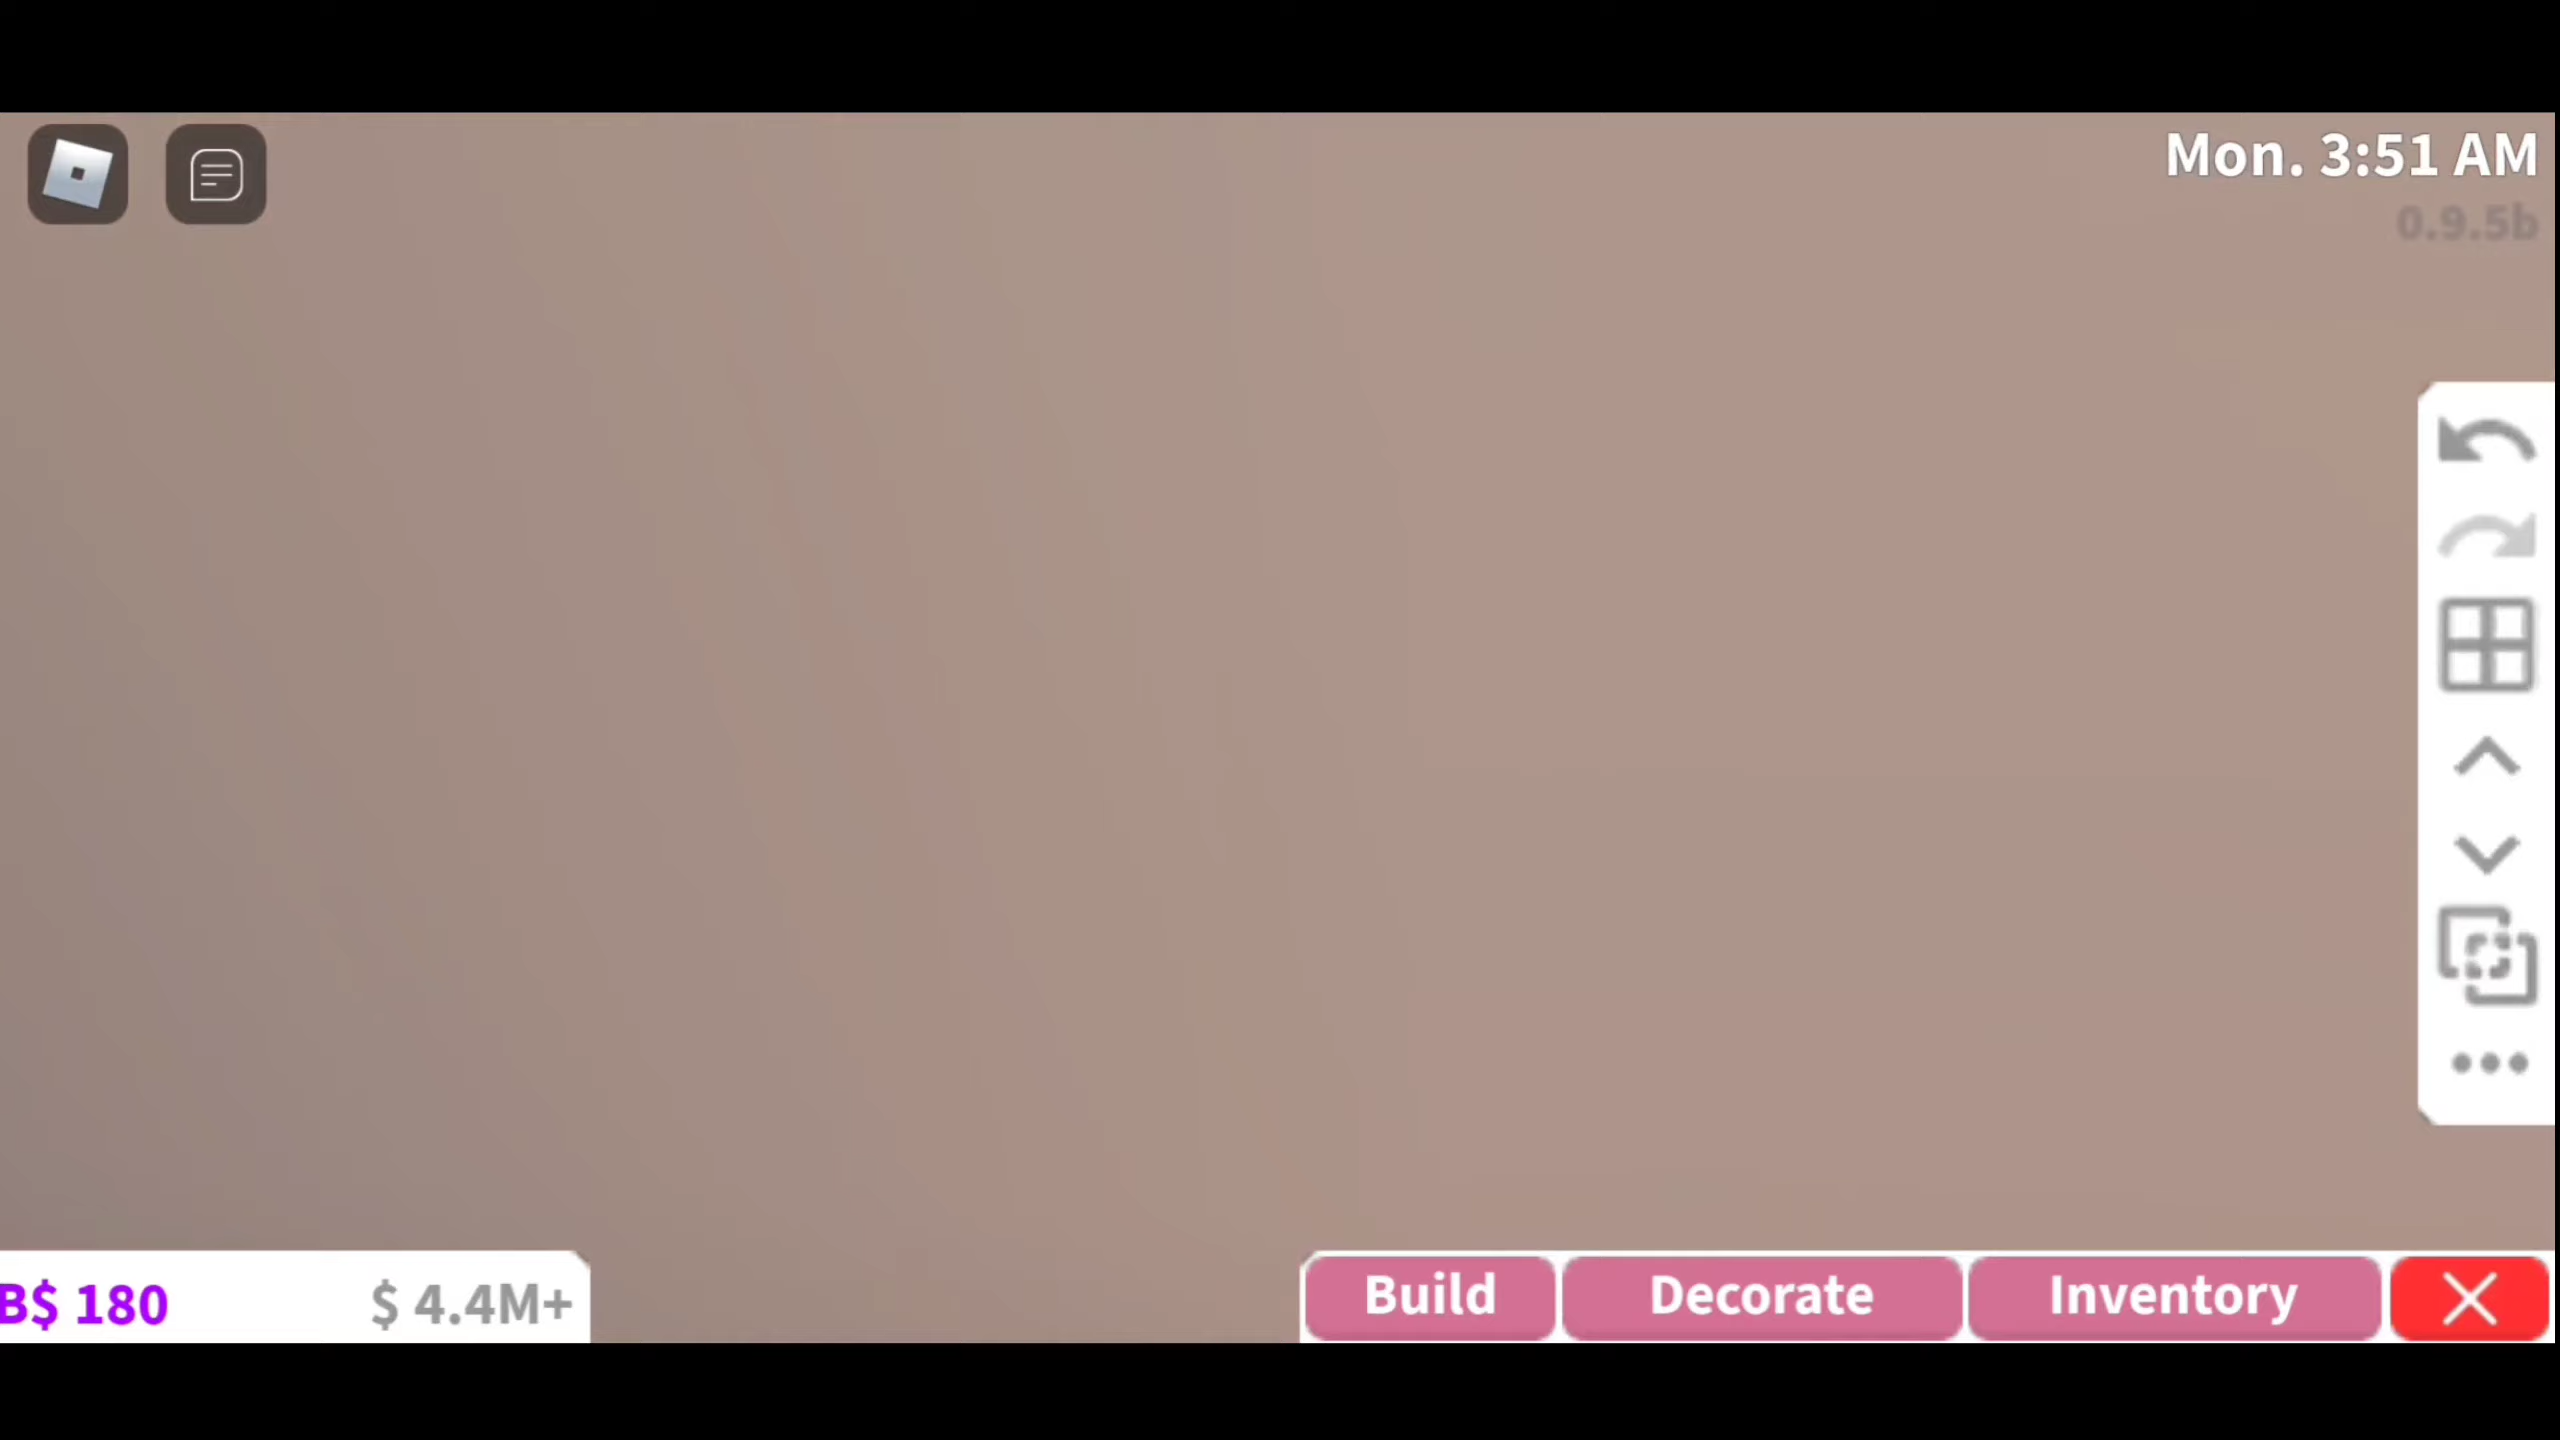 Mon. 3:51 AM
0.9.5b
B$ 180
$ 4.4M+
Build
Decorate
Inventory